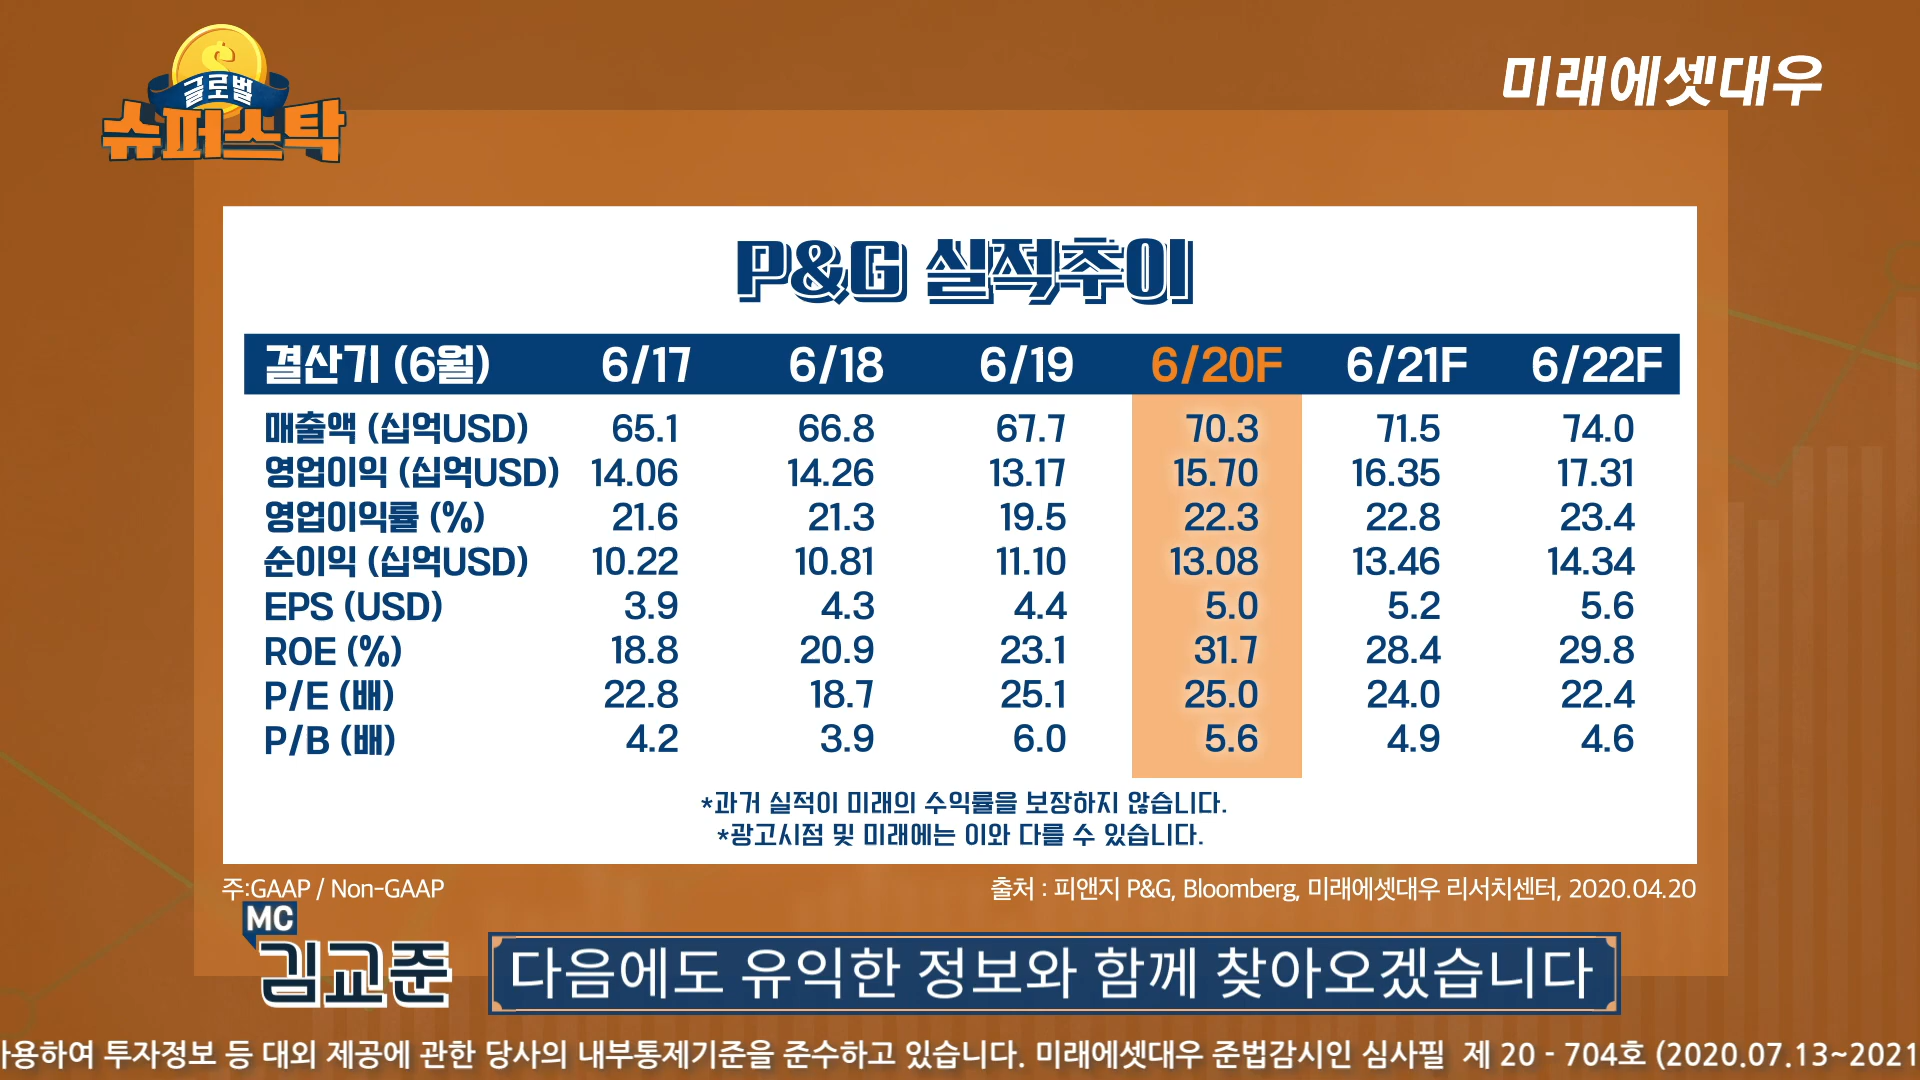 글로벌
슈퍼스탁
미래에셋대우
P&G 실적추이
결산기 (6월) 6/17 6/18 6/19 6/20F 6/21F 6/22F
매출액 (십억USD) 65.1 66.8 67.7 70.3 71.5 74.0
영업이익 (십억USD) 14.06 14.26 13.17 15.70 16.35 17.31
영업이익률 (%) 21.6 21.3 19.5 22.3 22.8 23.4
순이익 (십억USD) 10.22 10.81 11.10 13.08 13.46 14.34
EPS (USD) 3.9 4.3 4.4 5.0 5.2 5.6
ROE (%) 18.8 20.9 23.1 31.7 28.4 29.8
P/E (배) 22.8 18.7 25.1 25.0 24.0 22.4
P/B (배) 4.2 3.9 6.0 5.6 4.9 4.6
*과거 실적이 미래의 수익률을 보장하지 않습니다.
*광고시점 및 미래에는 이와 다를 수 있습니다.
주:GAAP / Non-GAAP
출처 : 피앤지 P&G, Bloomberg, 미래에셋대우 리서치센터, 2020.04.20
MC
김교준
다음에도 유익한 정보와 함께 찾아오겠습니다
사용하여 투자정보 등 대외 제공에 관한 당사의 내부통제기준을 준수하고 있습니다. 미래에셋대우 준법감시인 심사필 제 20 - 704호 (2020.07.13~2021